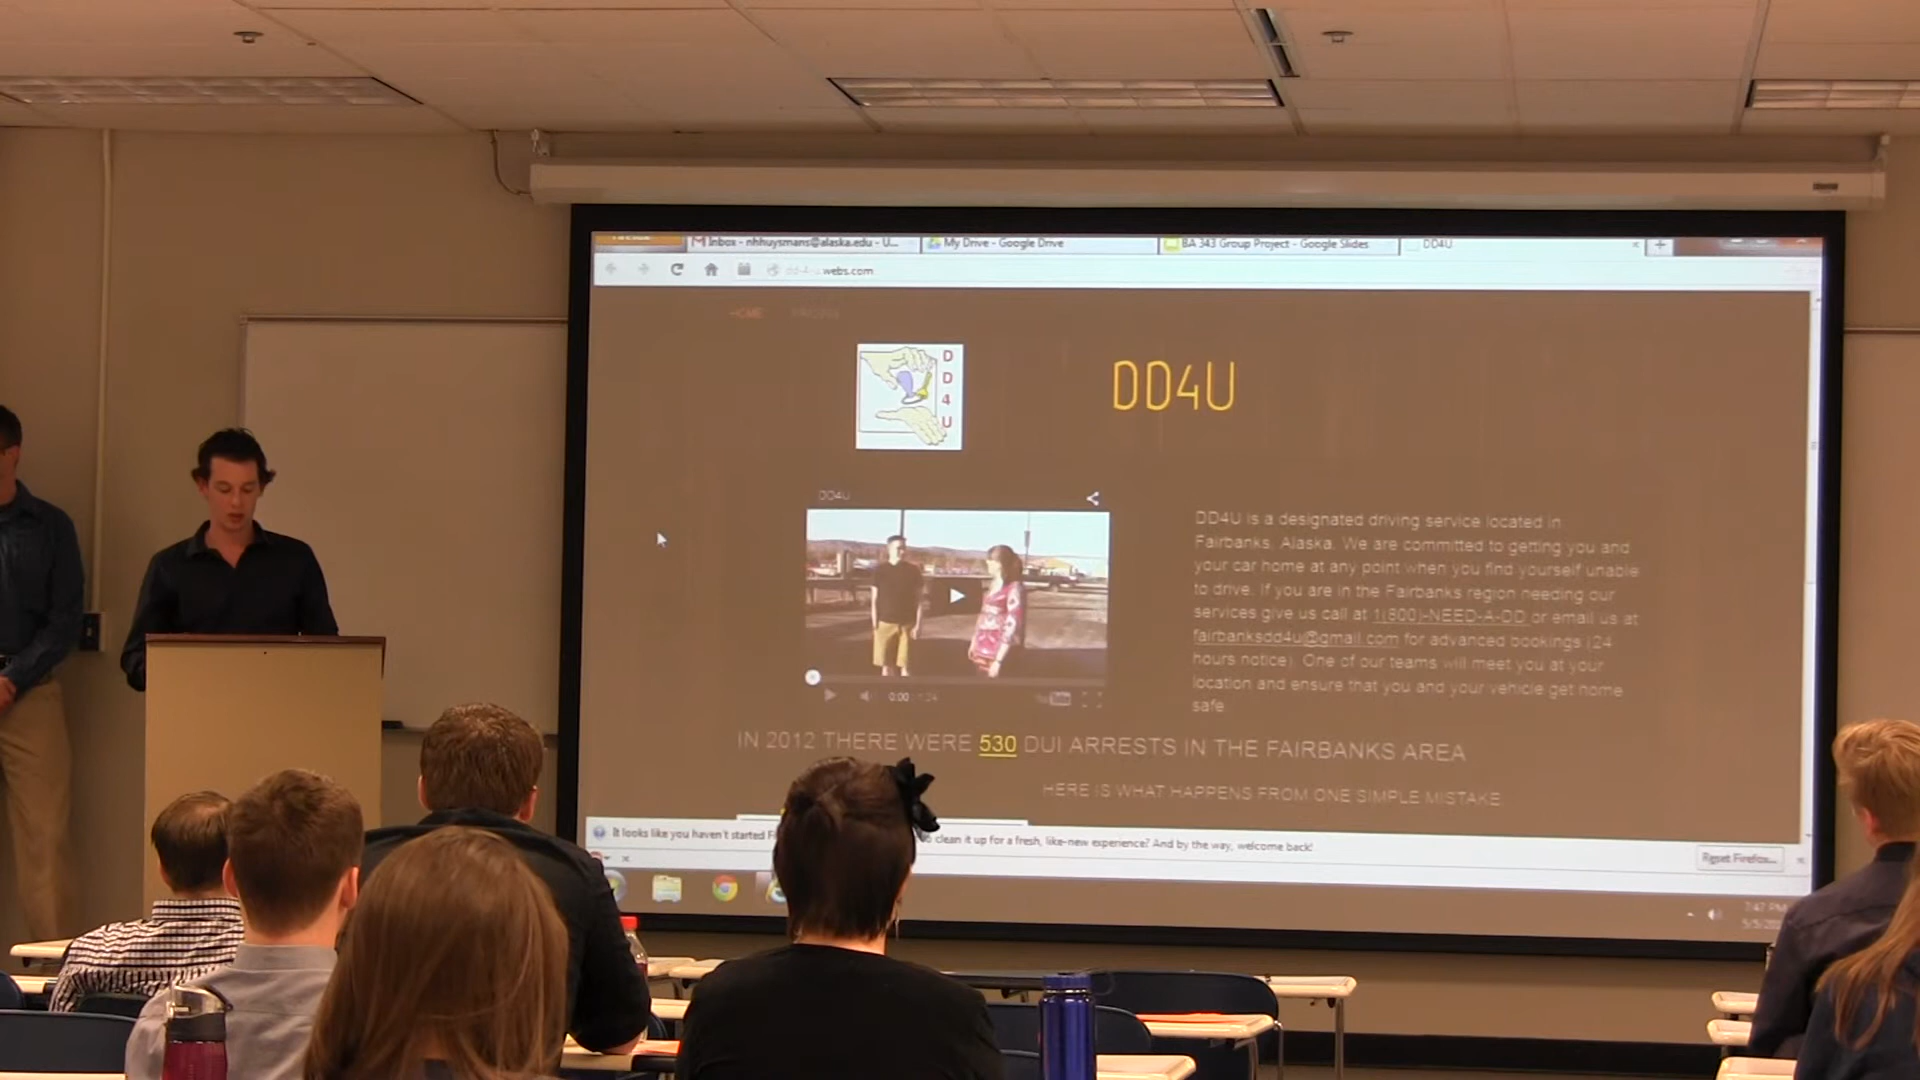 Inbox - nhhuysmans@alaska.edu - U...
My Drive - Google Drive
BA 343 Group Project - Google Slides
DD4U
dd-4-u.webs.com
HOME
D
D
4
U
DD4U
DD4U
DD4U is a designated driving service located in
Fairbanks, Alaska. We are committed to getting you and
your car home at any point when you find yourself unable
to drive. If you are in the Fairbanks region needing our
services give us call at 1(800)-NEED-A-DD or email us at
fairbanksdd4u@gmail.com for advanced bookings (24
hours notice). One of our teams will meet you at your
location and ensure that you and your vehicle get home
safe.
0:00
IN 2012 THERE WERE 530 DUI ARRESTS IN THE FAIRBANKS AREA
HERE IS WHAT HAPPENS FROM ONE SIMPLE MISTAKE
It looks like you haven't started
clean it up for a fresh, like-new experience? And by the way, welcome back!
Reset Firefox...
7:47 PM